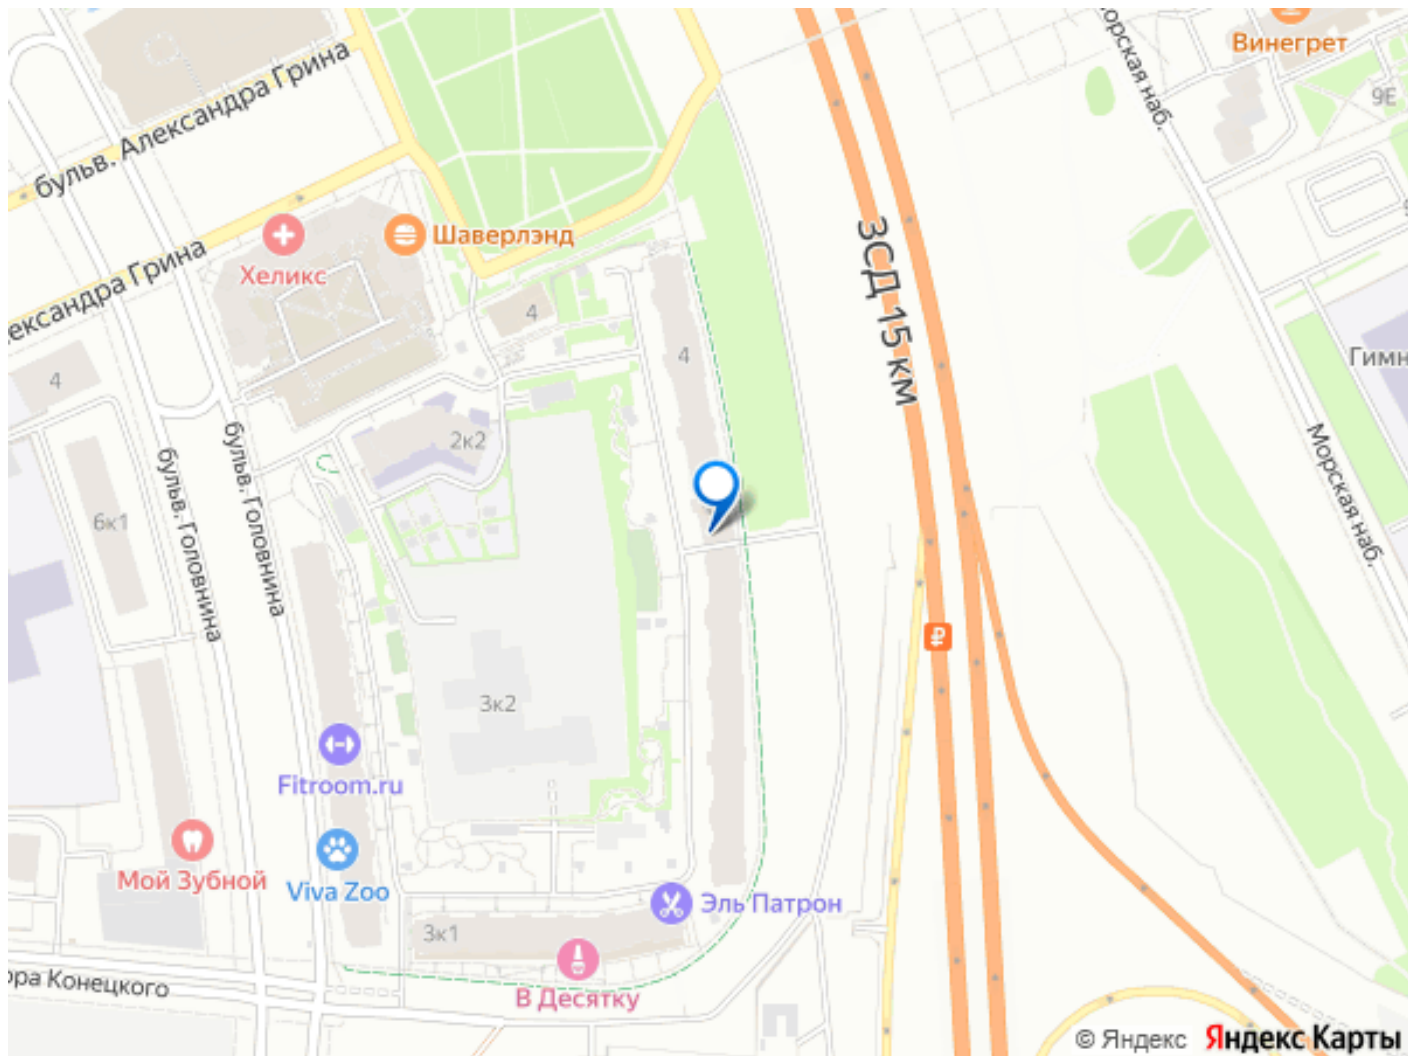 Винегрет
9Е
Морская наб.
бульв. Александра Грина
Шаверлэнд
Хеликс
ександра Грина
ЗСД 15 км
4
4
4
Гимн
2к2
бульв. Головнина
бульв. Головнина
6к1
Морская наб.
₽
3к2
Fitroom.ru
Мой Зубной
Viva Zoo
Эль Патрон
3к1
ора Конецкого
В Десятку
© Яндекс Яндекс Карты